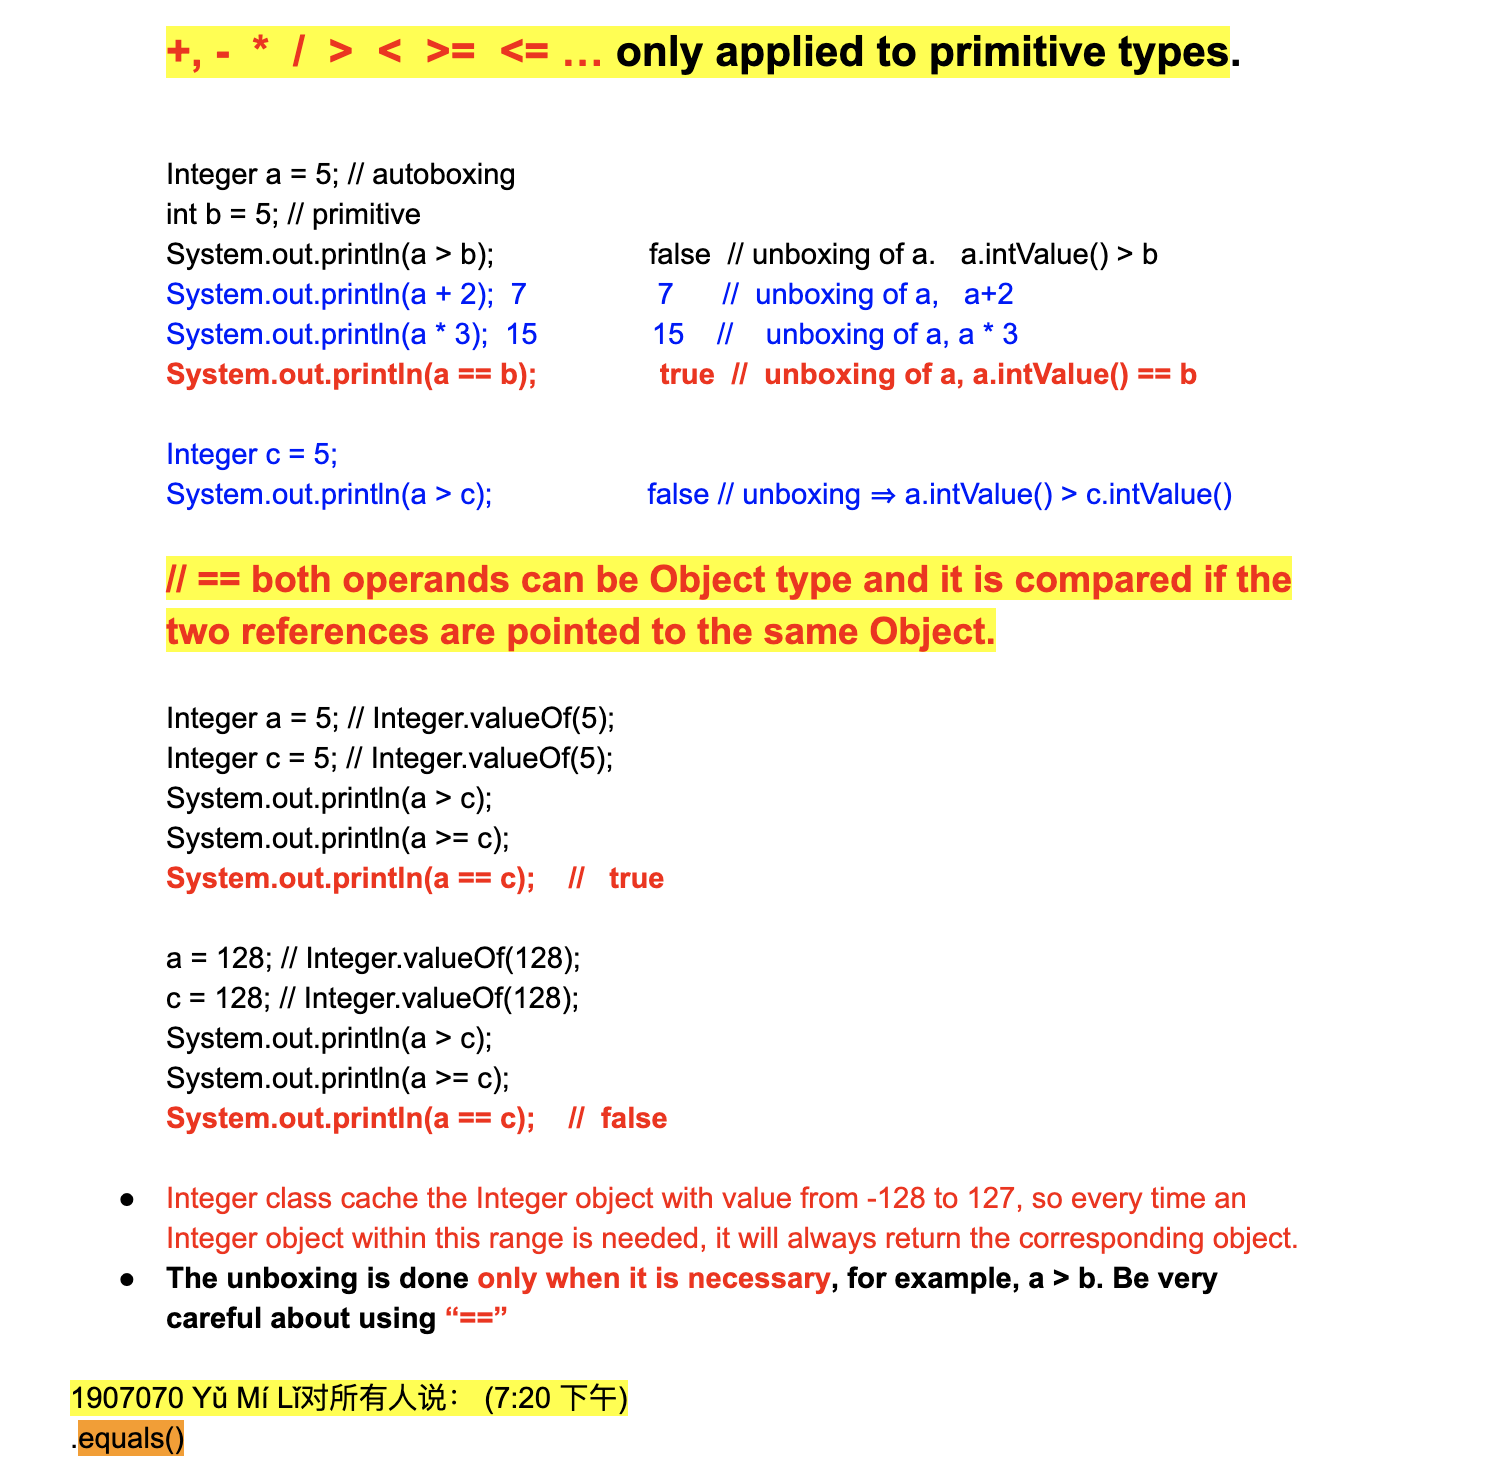 +, - * / > < >= <= ... only applied to primitive types.
Integer a = 5; // autoboxing
int b = 5; // primitive
System.out.println(a > b); false // unboxing of a. a.intValue() > b
System.out.println(a + 2); 7 7 // unboxing of a, a+2
System.out.println(a * 3); 15 15 // unboxing of a, a * 3
System.out.println(a == b); true // unboxing of a, a.intValue() == b
Integer c = 5;
System.out.println(a > c); false // unboxing ⇒ a.intValue() > c.intValue()
// == both operands can be Object type and it is compared if the
two references are pointed to the same Object.
Integer a = 5; // Integer.valueOf(5);
Integer c = 5; // Integer.valueOf(5);
System.out.println(a > c);
System.out.println(a >= c);
System.out.println(a == c); // true
a = 128; // Integer.valueOf(128);
c = 128; // Integer.valueOf(128);
System.out.println(a > c);
System.out.println(a >= c);
System.out.println(a == c); // false
● Integer class cache the Integer object with value from -128 to 127, so every time an
Integer object within this range is needed, it will always return the corresponding object.
● The unboxing is done only when it is necessary, for example, a > b. Be very
careful about using “==”
1907070 Yǔ Mí Lǐ对所有人说： (7:20 下午)
.equals()